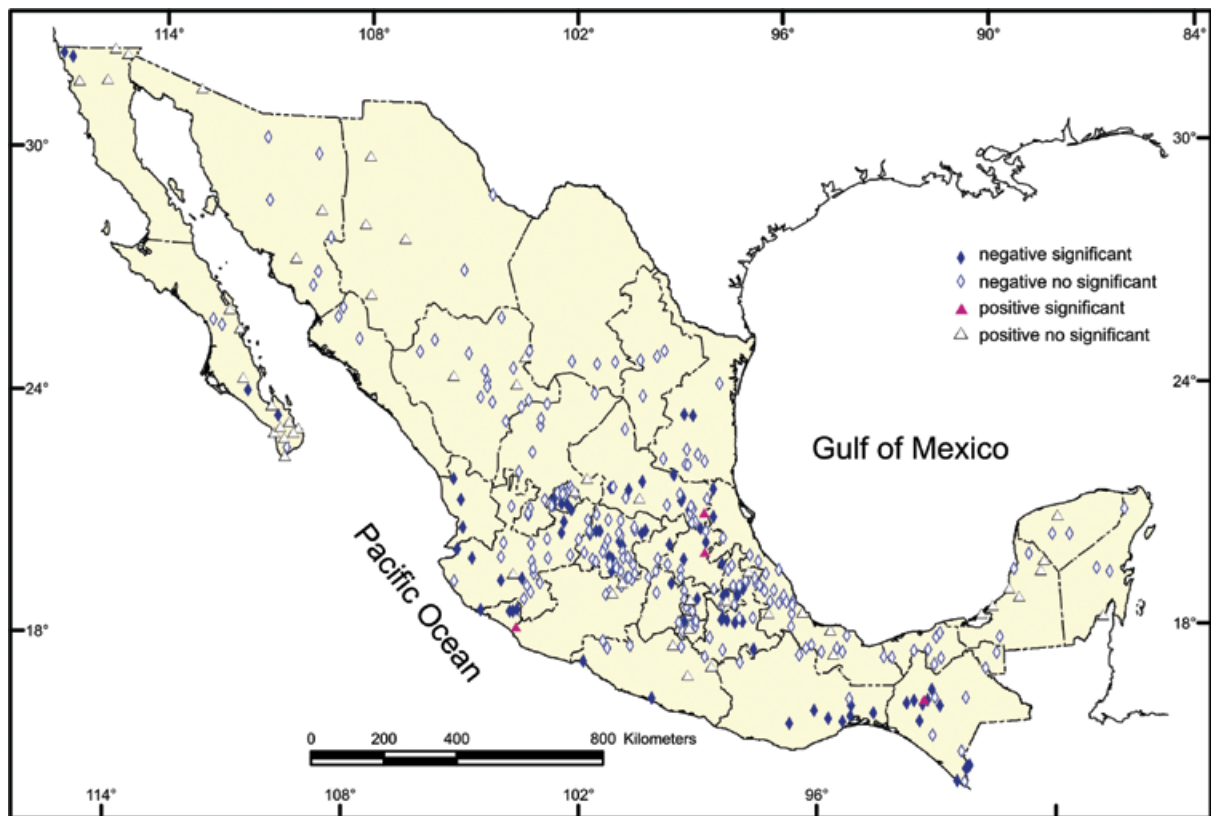 114° 108° 102° 96° 90° 84°
30° 30°
negative significant
negative no significant
positive significant
positive no significant
24° 24°
Gulf of Mexico
Pacific Ocean
18° 18°
0 200 400 800 Kilometers
114° 108° 102° 96°